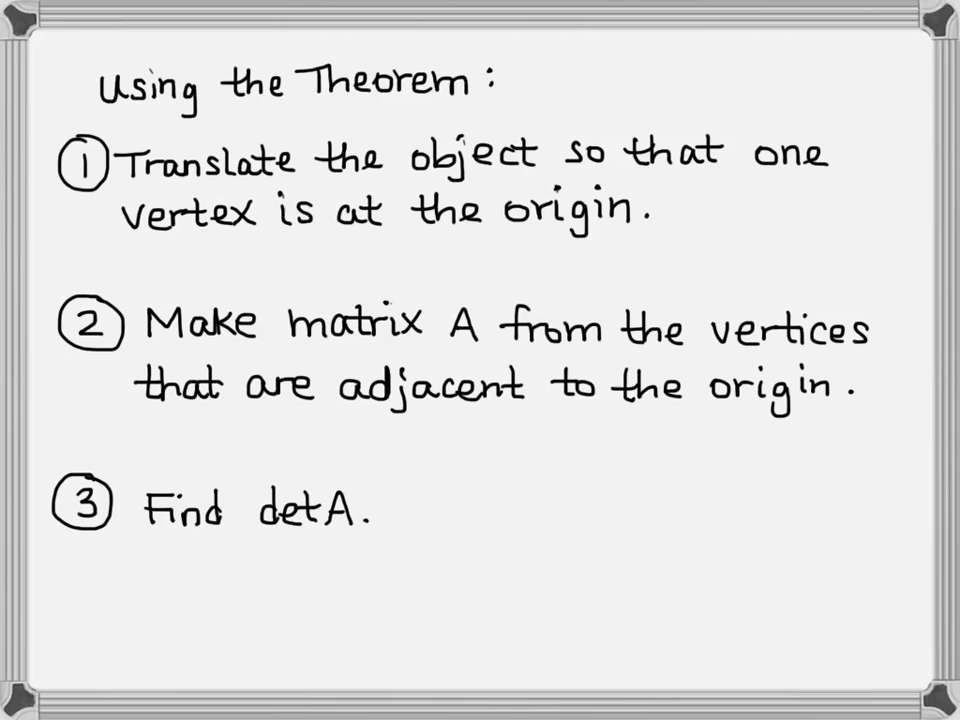 Using the Theorem:
① Translate the object so that one
vertex is at the origin.
② Make matrix A from the vertices
that are adjacent to the origin.
③ Find detA.